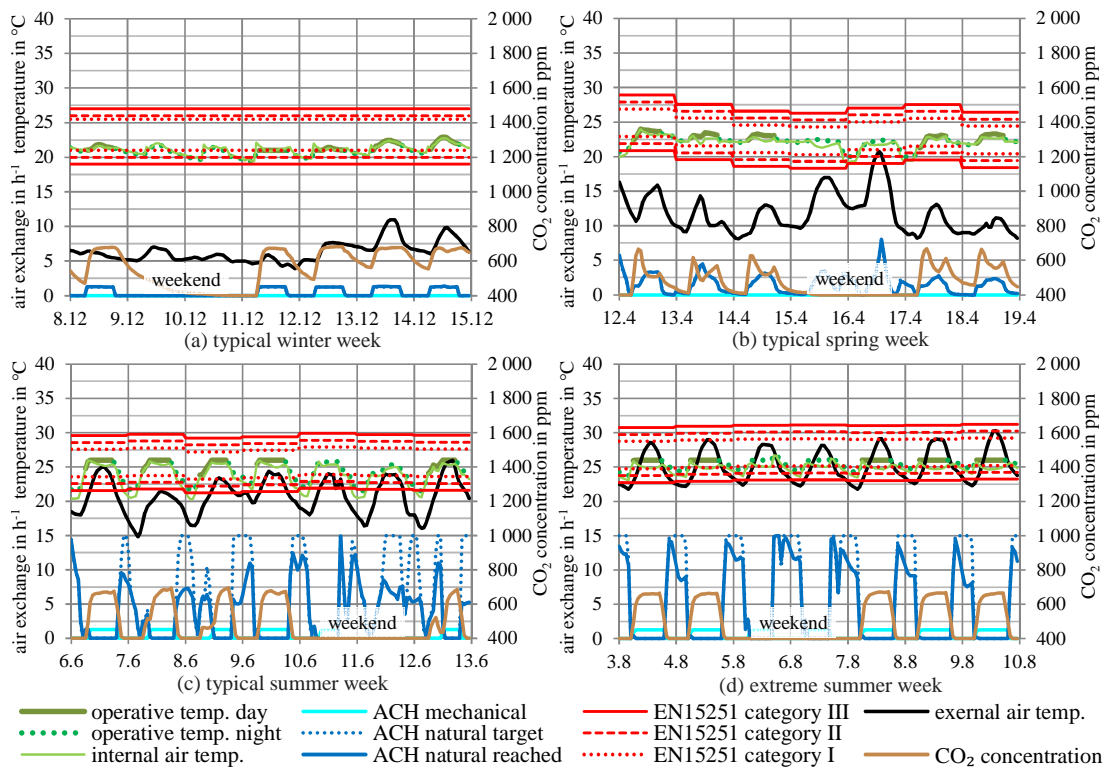 air exchange in h⁻¹ temperature in °C
40
35
30
25
20
15
10
5
0
2 000
1 800
1 600
1 400
1 200
1 000
800
600
400
CO₂ concentration in ppm
weekend
8.12 9.12 10.12 11.12 12.12 13.12 14.12 15.12
(a) typical winter week
air exchange in h⁻¹ temperature in °C
40
35
30
25
20
15
10
5
0
2 000
1 800
1 600
1 400
1 200
1 000
800
600
400
CO₂ concentration in ppm
weekend
12.4 13.4 14.4 15.4 16.4 17.4 18.4 19.4
(b) typical spring week
air exchange in h⁻¹ temperature in °C
40
35
30
25
20
15
10
5
0
2 000
1 800
1 600
1 400
1 200
1 000
800
600
400
CO₂ concentration in ppm
weekend
6.6 7.6 8.6 9.6 10.6 11.6 12.6 13.6
(c) typical summer week
air exchange in h⁻¹ temperature in °C
40
35
30
25
20
15
10
5
0
2 000
1 800
1 600
1 400
1 200
1 000
800
600
400
CO₂ concentration in ppm
weekend
3.8 4.8 5.8 6.8 7.8 8.8 9.8 10.8
(d) extreme summer week
operative temp. day
operative temp. night
internal air temp.
ACH mechanical
ACH natural target
ACH natural reached
EN15251 category III
EN15251 category II
EN15251 category I
exernal air temp.
CO₂ concentration